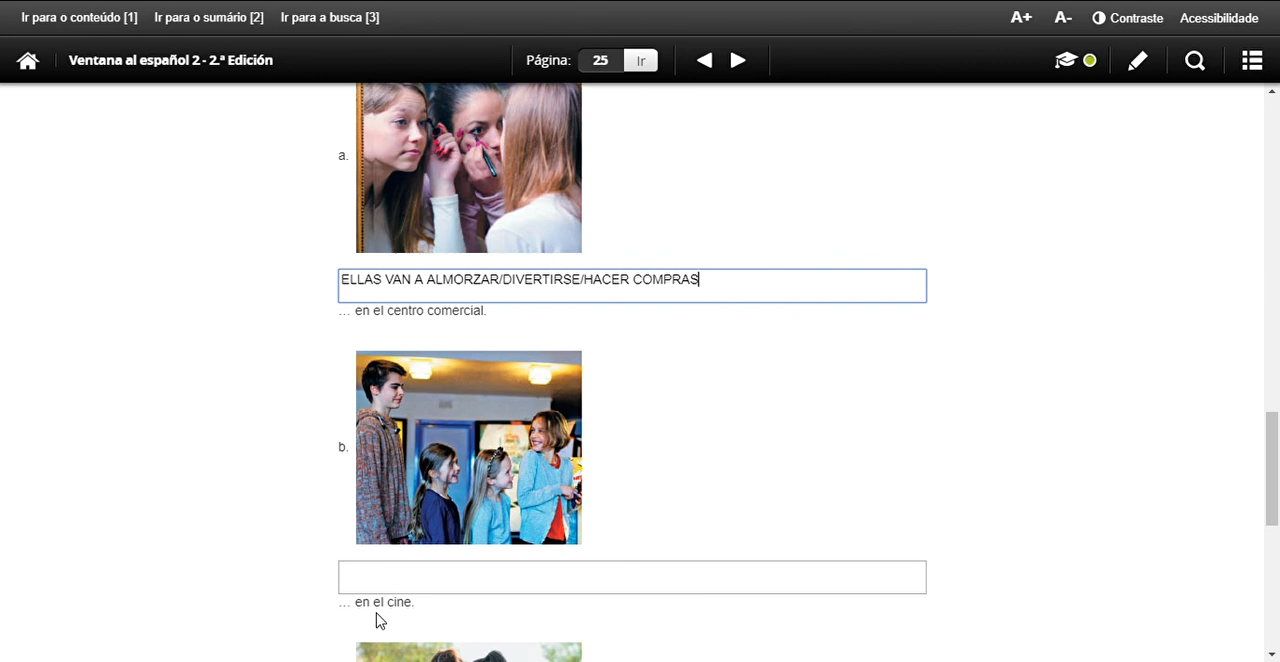 Ir para o conteúdo [1] Ir para o sumário [2] Ir para a busca [3] A+ A- Contraste Acessibilidade
Ventana al español 2 - 2.ª Edición Página: 25 Ir
a.
ELLAS VAN A ALMORZAR/DIVERTIRSE/HACER COMPRAS
... en el centro comercial.
b.
... en el cine.